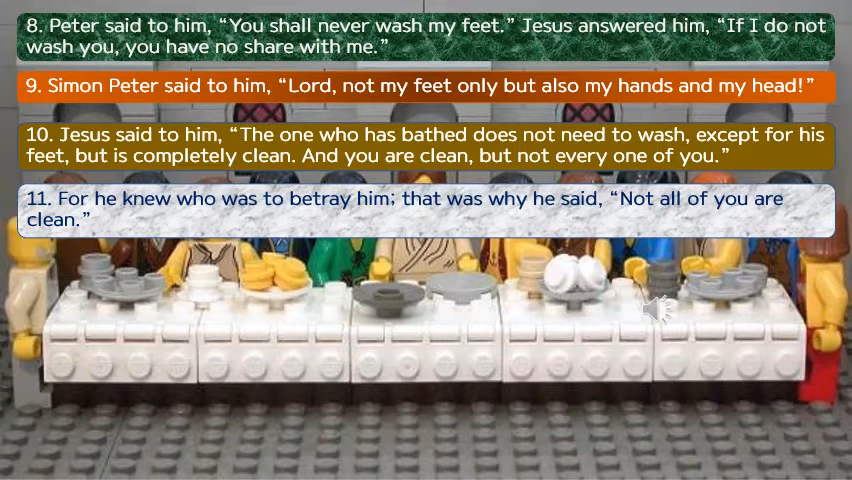 8. Peter said to him, “You shall never wash my feet.” Jesus answered him, “If I do not
wash you, you have no share with me.”
9. Simon Peter said to him, “Lord, not my feet only but also my hands and my head!”
10. Jesus said to him, “The one who has bathed does not need to wash, except for his
feet, but is completely clean. And you are clean, but not every one of you.”
11. For he knew who was to betray him; that was why he said, “Not all of you are
clean.”